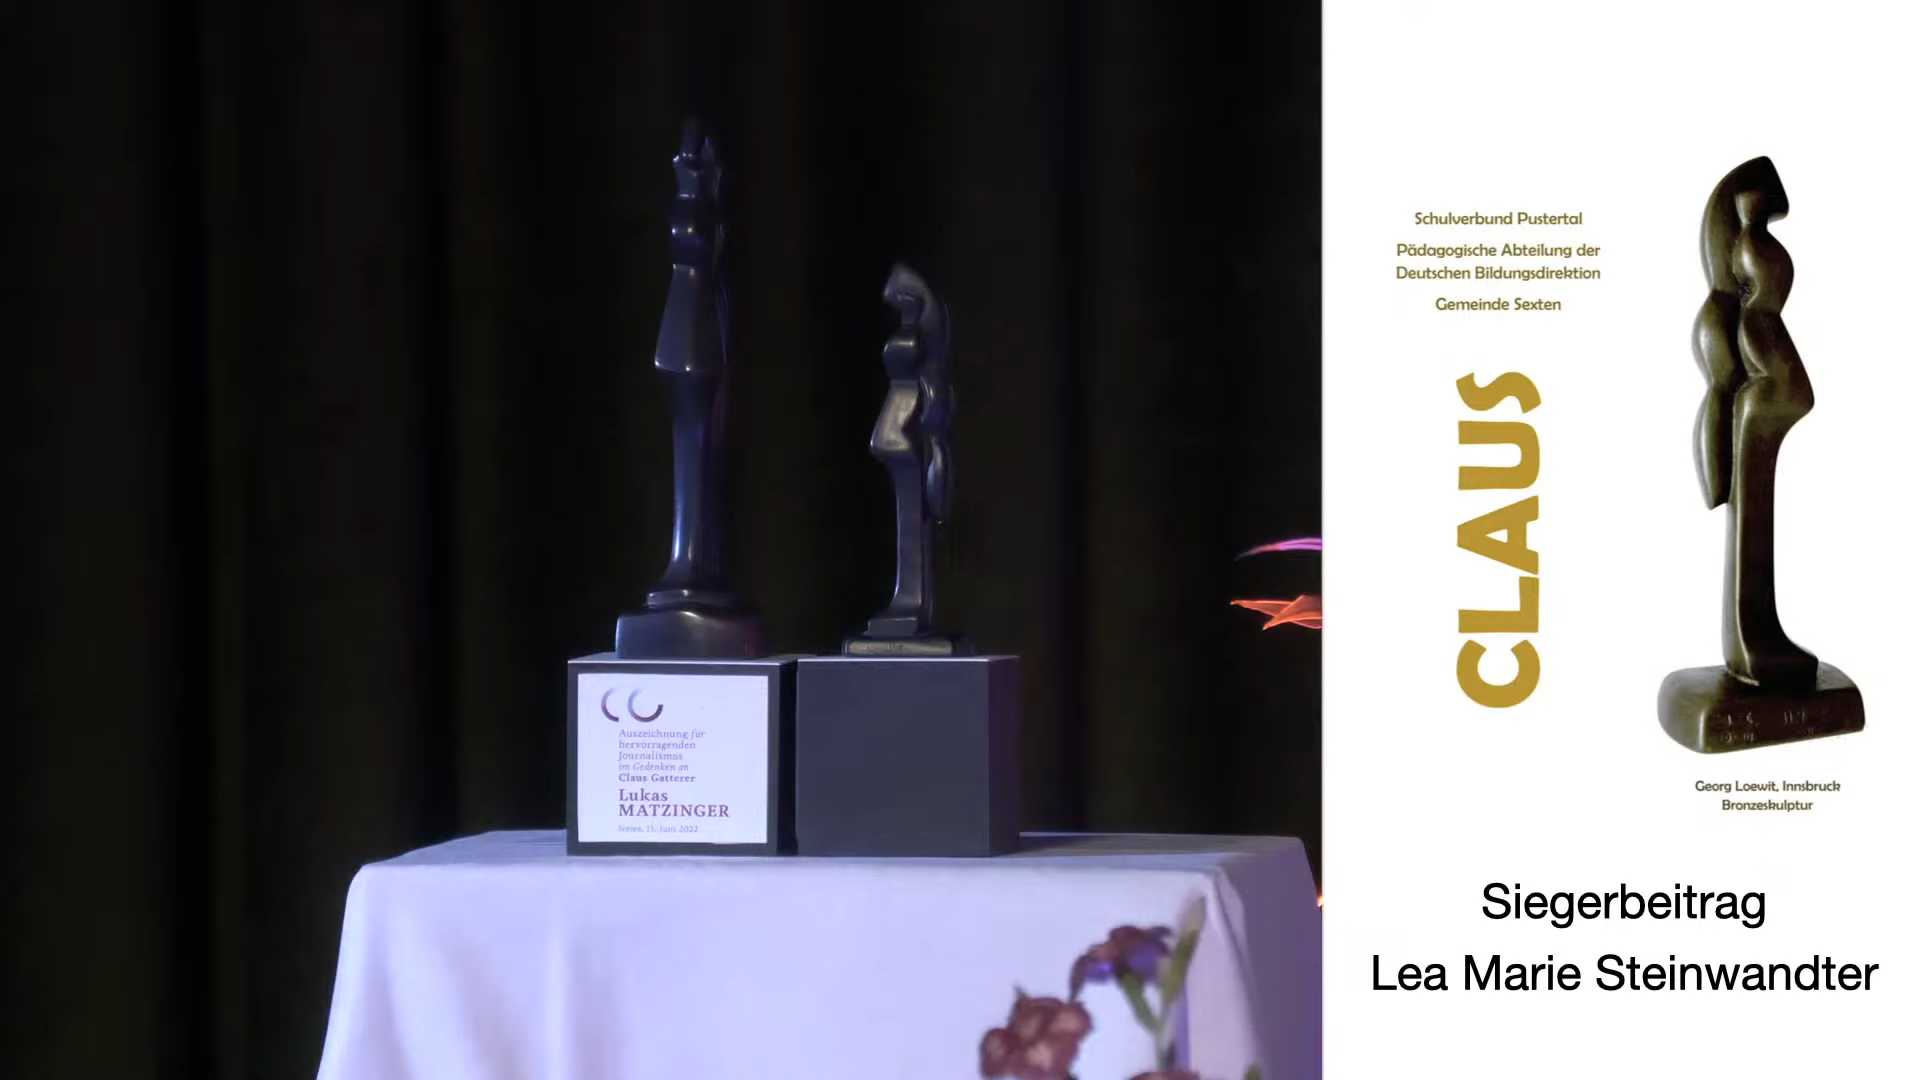 Auszeichnung für
hervorragenden
Journalismus
im Gedenken an
Claus Gatterer
Lukas
MATZINGER
Sexten, 15. Juni 2022
Schulverbund Pustertal
Pädagogische Abteilung der
Deutschen Bildungsdirektion
Gemeinde Sexten
CLAUS
Georg Loewit, Innsbruck
Bronzeskulptur
Siegerbeitrag
Lea Marie Steinwandter